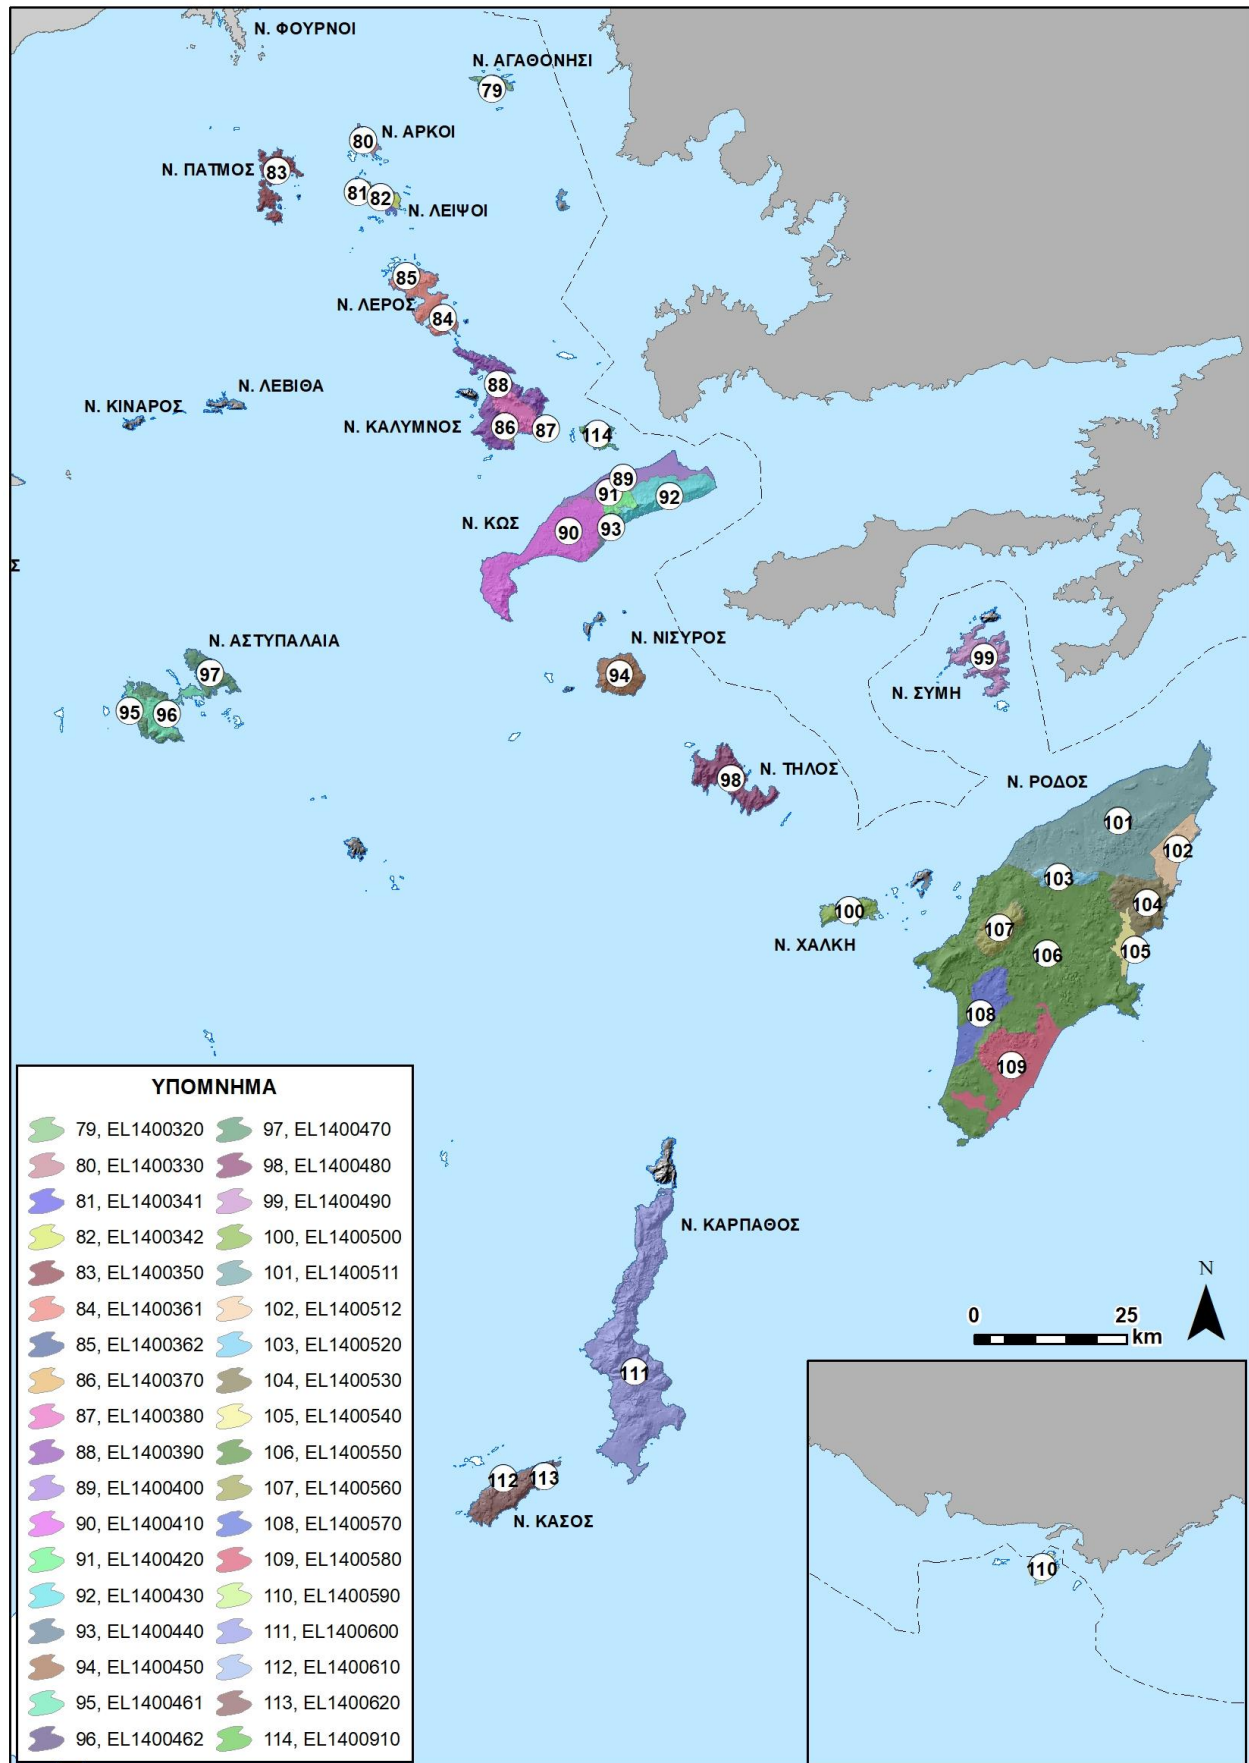 Ν. ΦΟΥΡΝΟΙ
Ν. ΑΓΑΘΟΝΗΣΙ
79
80
Ν. ΑΡΚΟΙ
Ν. ΠΑΤΜΟΣ
83
81
82
Ν. ΛΕΙΨΟΙ
85
Ν. ΛΕΡΟΣ
84
Ν. ΛΕΒΙΘΑ
88
Ν. ΚΙΝΑΡΟΣ
Ν. ΚΑΛΥΜΝΟΣ
86
87
114
89
91
92
Ν. ΚΩΣ
90
93
Σ
Ν. ΑΣΤΥΠΑΛΑΙΑ
97
Ν. ΝΙΣΥΡΟΣ
94
99
Ν. ΣΥΜΗ
95
96
Ν. ΤΗΛΟΣ
98
Ν. ΡΟΔΟΣ
101
102
103
104
100
Ν. ΧΑΛΚΗ
107
106
105
108
109
ΥΠΟΜΝΗΜΑ
79, EL1400320
80, EL1400330
81, EL1400341
82, EL1400342
83, EL1400350
84, EL1400361
85, EL1400362
86, EL1400370
87, EL1400380
88, EL1400390
89, EL1400400
90, EL1400410
91, EL1400420
92, EL1400430
93, EL1400440
94, EL1400450
95, EL1400461
96, EL1400462
97, EL1400470
98, EL1400480
99, EL1400490
100, EL1400500
101, EL1400511
102, EL1400512
103, EL1400520
104, EL1400530
105, EL1400540
106, EL1400550
107, EL1400560
108, EL1400570
109, EL1400580
110, EL1400590
111, EL1400600
112, EL1400610
113, EL1400620
114, EL1400910
Ν. ΚΑΡΠΑΘΟΣ
111
112
113
Ν. ΚΑΣΟΣ
N
0 25
km
110